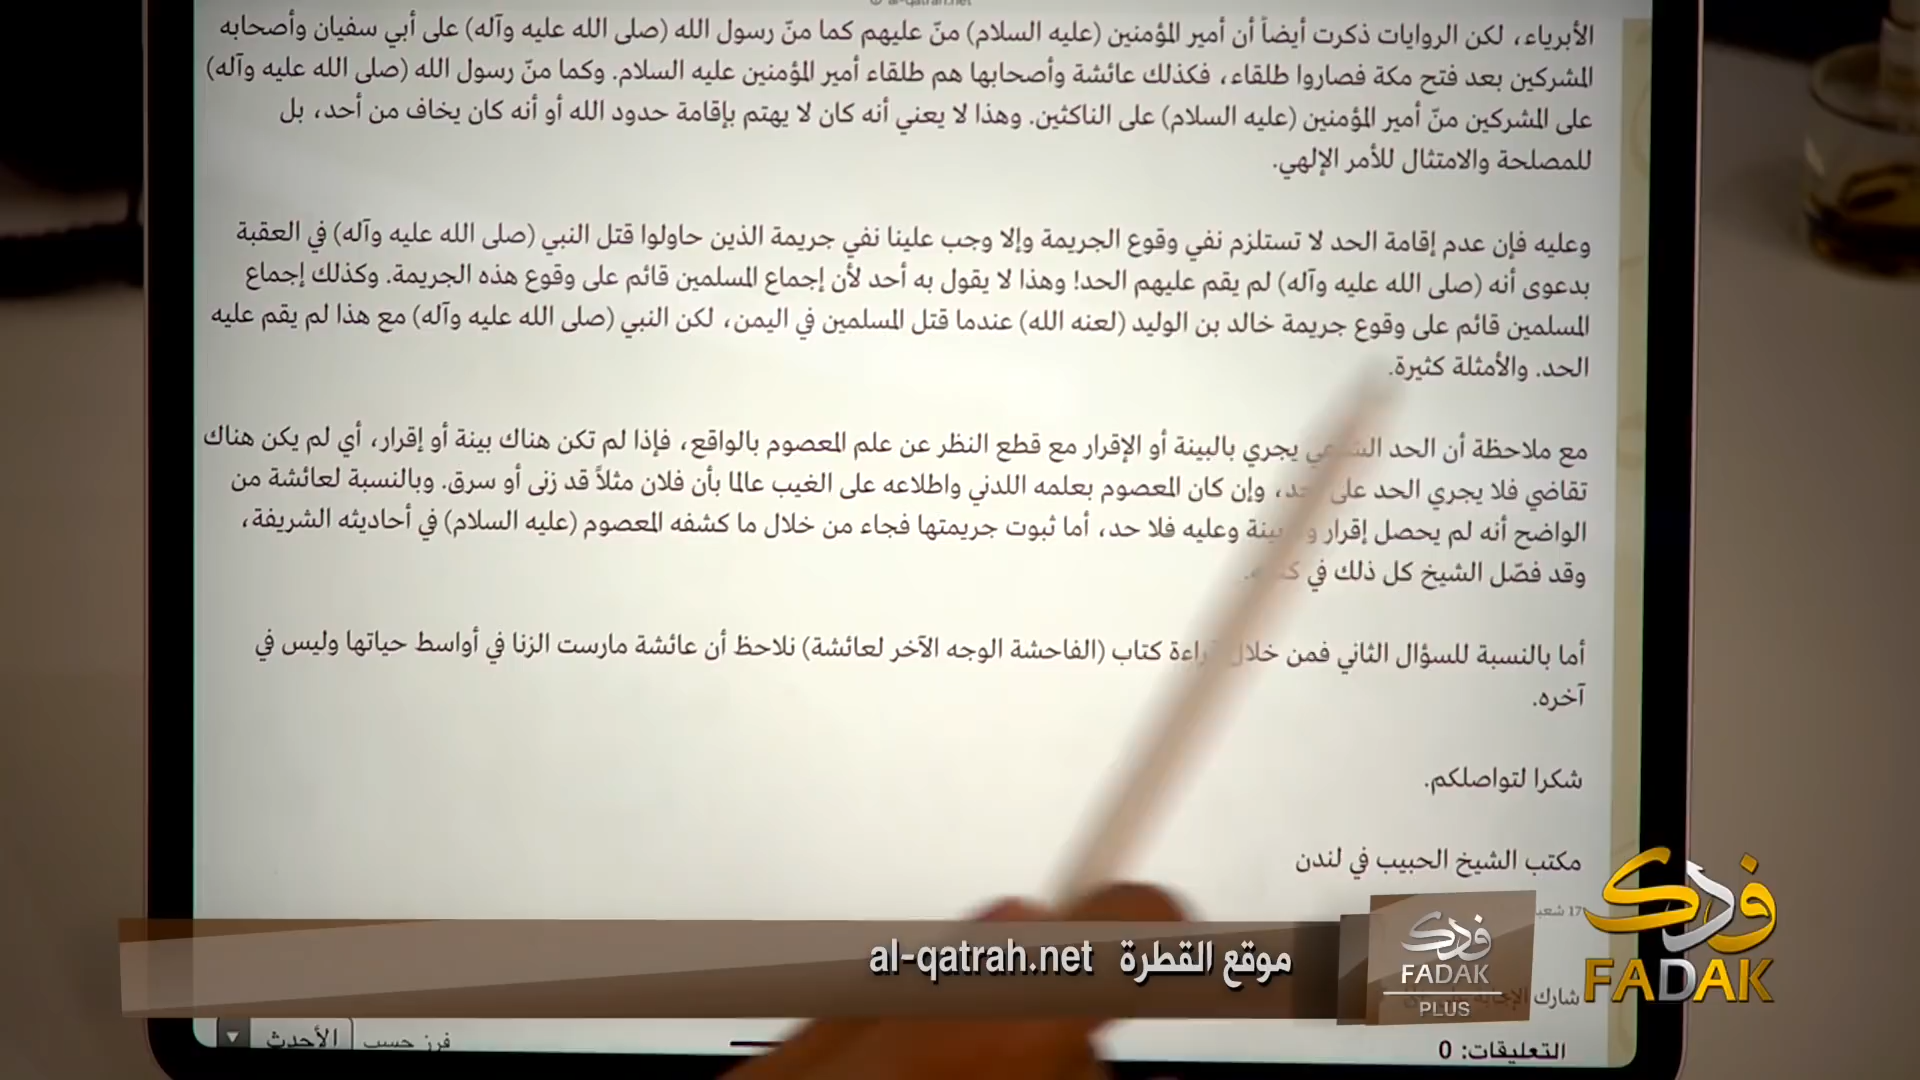 al-qatrah.net
الأبرياء، لكن الروايات ذكرت أيضاً أن أمير المؤمنين (عليه السلام) منّ عليهم كما منّ رسول الله (صلى الله عليه وآله) على أبي سفيان وأصحابه
المشركين بعد فتح مكة فصاروا طلقاء، فكذلك عائشة وأصحابها هم طلقاء أمير المؤمنين عليه السلام. وكما منّ رسول الله (صلى الله عليه وآله)
على المشركين منّ أمير المؤمنين (عليه السلام) على الناكثين. وهذا لا يعني أنه كان لا يهتم بإقامة حدود الله أو أنه كان يخاف من أحد، بل
للمصلحة والامتثال للأمر الإلهي.
وعليه فإن عدم إقامة الحد لا تستلزم نفي وقوع الجريمة وإلا وجب علينا نفي جريمة الذين حاولوا قتل النبي (صلى الله عليه وآله) في العقبة
بدعوى أنه (صلى الله عليه وآله) لم يقم عليهم الحد! وهذا لا يقول به أحد لأن إجماع المسلمين قائم على وقوع هذه الجريمة. وكذلك إجماع
المسلمين قائم على وقوع جريمة خالد بن الوليد (لعنه الله) عندما قتل المسلمين في اليمن، لكن النبي (صلى الله عليه وآله) مع هذا لم يقم عليه
الحد. والأمثلة كثيرة.
مع ملاحظة أن الحد الشرعي يجري بالبينة أو الإقرار مع قطع النظر عن علم المعصوم بالواقع، فإذا لم تكن هناك بينة أو إقرار، أي لم يكن هناك
تقاضي فلا يجري الحد على أحد، وإن كان المعصوم بعلمه اللدني واطلاعه على الغيب عالما بأن فلان مثلاً قد زنى أو سرق. وبالنسبة لعائشة من
الواضح أنه لم يحصل إقرار و بينة وعليه فلا حد، أما ثبوت جريمتها فجاء من خلال ما كشفه المعصوم (عليه السلام) في أحاديثه الشريفة،
وقد فصّل الشيخ كل ذلك في
أما بالنسبة للسؤال الثاني فمن خلال قراءة كتاب (الفاحشة الوجه الآخر لعائشة) نلاحظ أن عائشة مارست الزنا في أواسط حياتها وليس في
آخره.
شكرا لتواصلكم.
مكتب الشيخ الحبيب في لندن
17
شارك الإجابة
التعليقات: 0
فرز حسب الأحدث
موقع القطرة al-qatrah.net
فدك
FADAK
PLUS
فدك
FADAK